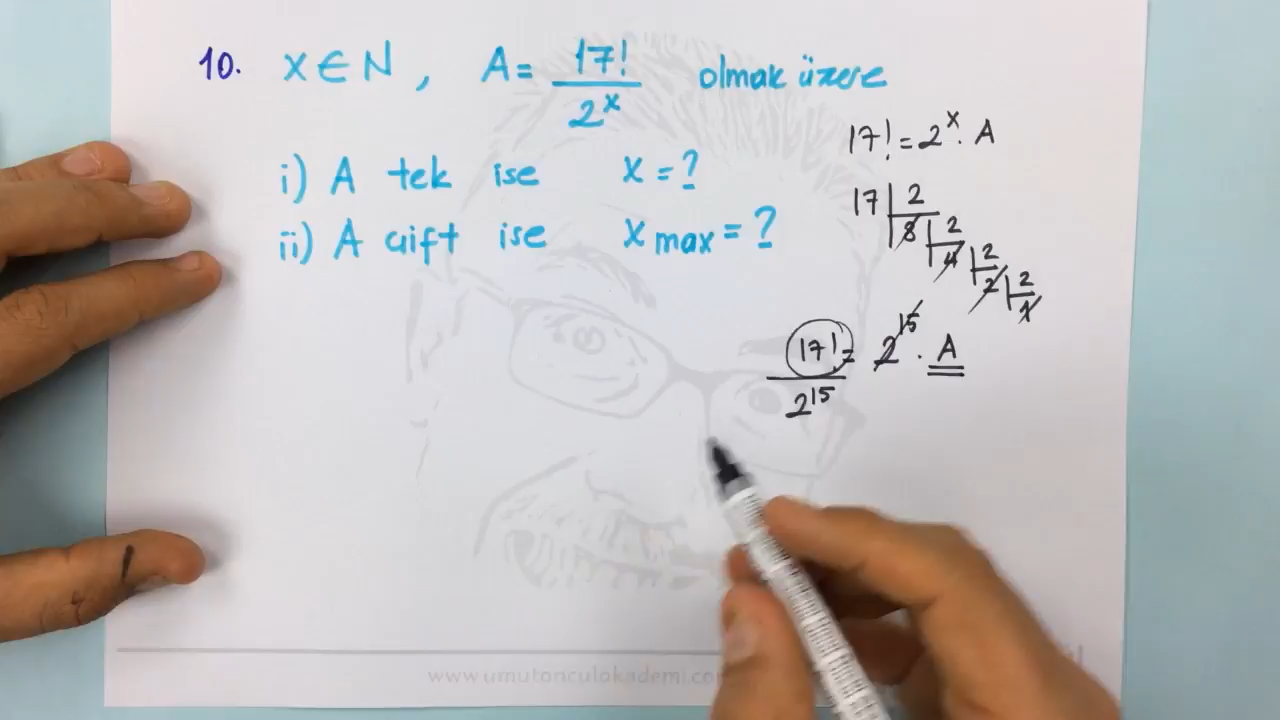 10. x ∈ N , A = 17! / 2^x olmak üzere
i) A tek ise x = ?
ii) A çift ise x max = ?
17! = 2^x . A
17 | 2
8 | 2
4 | 2
2 | 2
1
17! / 2^15 = 2^15 . A
www.umutonculakademi.co